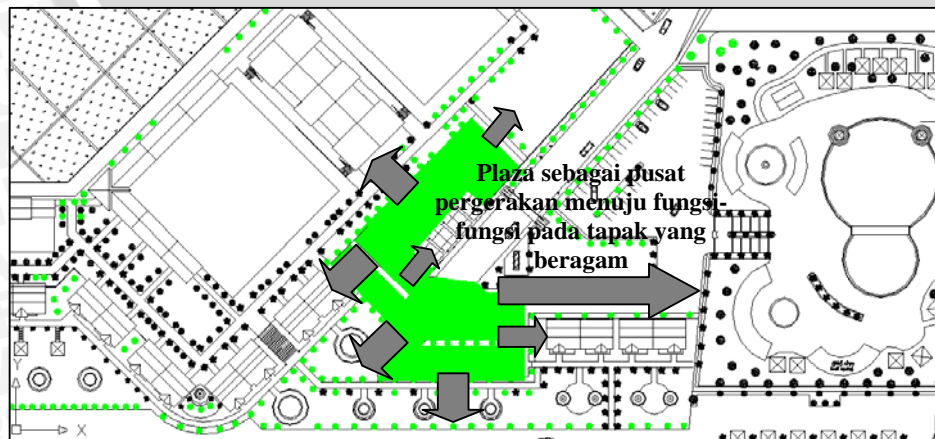 Plaza sebagai pusat
pergerakan menuju fungsi-
fungsi pada tapak yang
beragam
Y
X